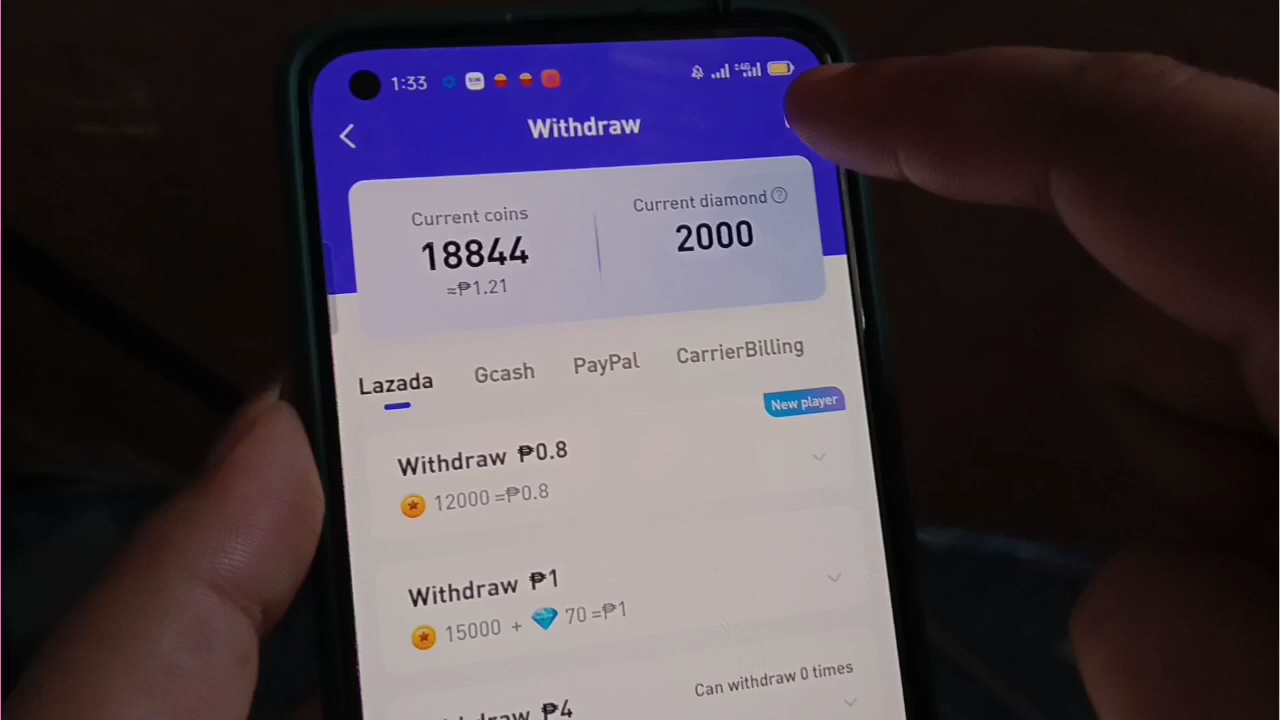 1:33
4G
Withdraw
Current coins
18844
≈₱1.21
Current diamond ?
2000
Lazada
Gcash
PayPal
CarrierBilling
New player
Withdraw ₱0.8
12000 =₱0.8
Withdraw ₱1
15000 + 70 =₱1
Can withdraw 0 times
₱4